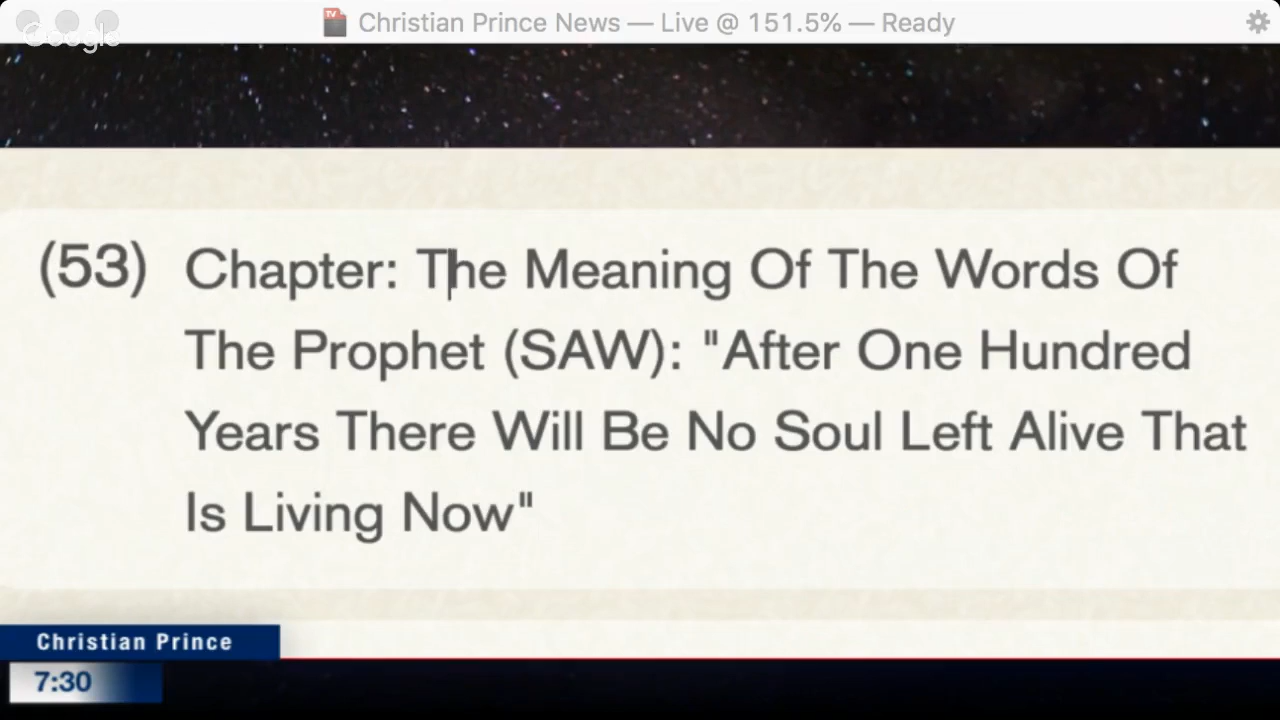 Christian Prince News — Live @ 151.5% — Ready
Google
(53) Chapter: The Meaning Of The Words Of
The Prophet (SAW): "After One Hundred
Years There Will Be No Soul Left Alive That
Is Living Now"
Christian Prince
7:30